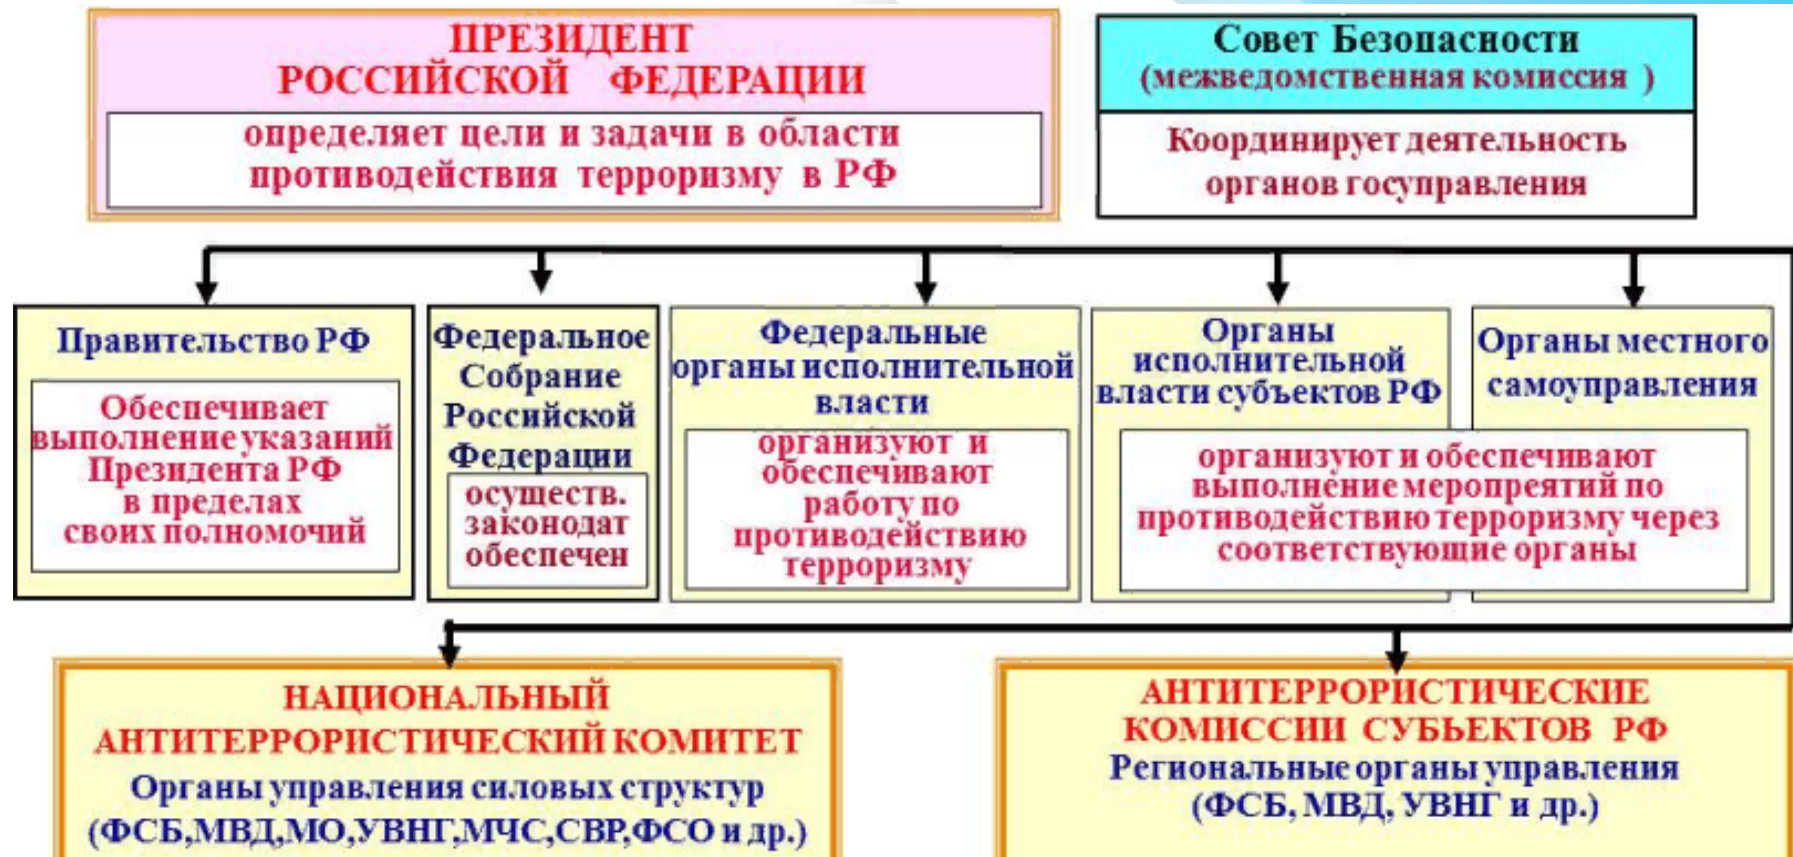 ПРЕЗИДЕНТ
РОССИЙСКОЙ ФЕДЕРАЦИИ
определяет цели и задачи в области
противодействия терроризму в РФ
Совет Безопасности
(межведомственная комиссия )
Координирует деятельность
органов госуправления
Правительство РФ
Обеспечивает
выполнение указаний
Президента РФ
в пределах
своих полномочий
Федеральное
Собрание
Российской
Федерации
осуществ.
законодат
обеспечен
Федеральные
органы исполнительной
власти
организуют и
обеспечивают
работу по
противодействию
терроризму
Органы
исполнительной
власти субъектов РФ
Органы местного
самоуправления
организуют и обеспечивают
выполнение меропреятий по
противодействию терроризму через
соответствующие органы
НАЦИОНАЛЬНЫЙ
АНТИТЕРРОРИСТИЧЕСКИЙ КОМИТЕТ
Органы управления силовых структур
(ФСБ,МВД,МО,УВНГ,МЧС,СВР,ФСО и др.)
АНТИТЕРРОРИСТИЧЕСКИЕ
КОМИССИИ СУБЬЕКТОВ РФ
Региональные органы управления
(ФСБ, МВД, УВНГ и др.)